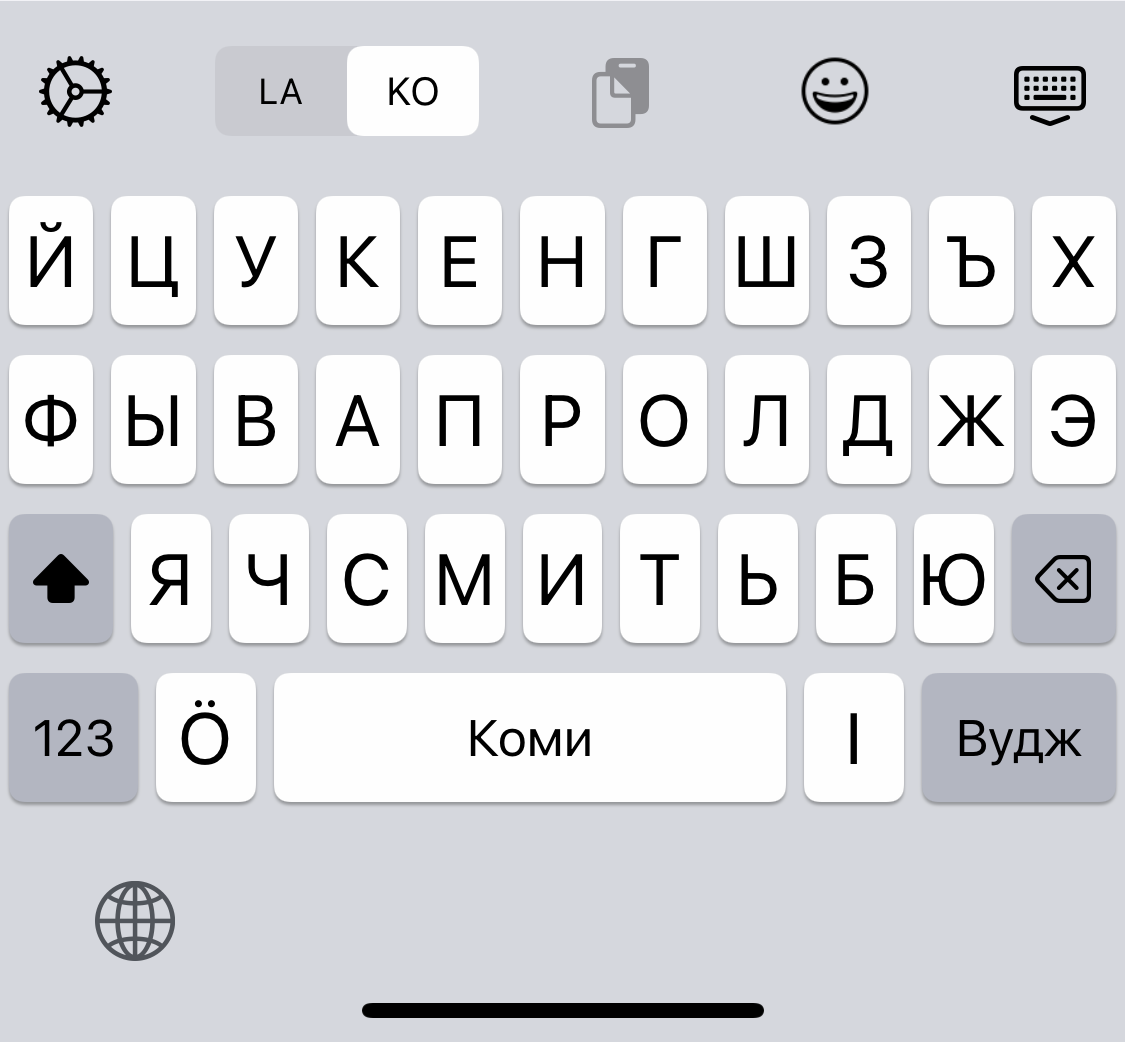 LA KO
Й Ц У К Е Н Г Ш З Ъ Х
Ф Ы В А П Р О Л Д Ж Э
Я Ч С М И Т Ь Б Ю
123 Ӧ Коми І Вудж